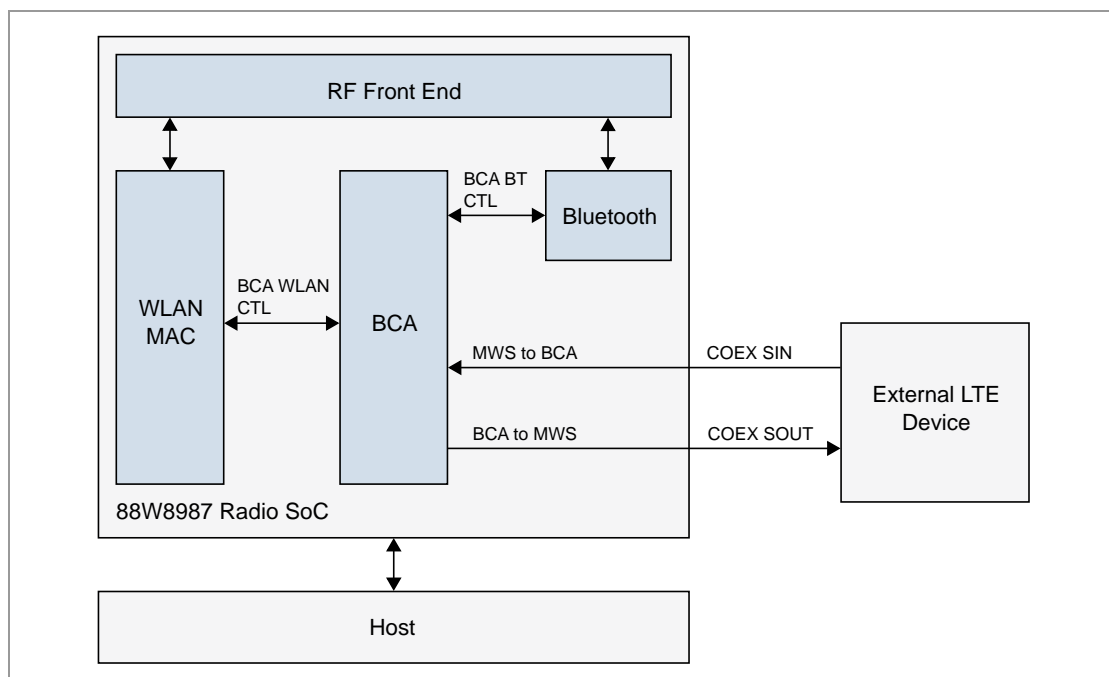 RF Front End
BCA BT
CTL
Bluetooth
BCA WLAN
CTL
WLAN
MAC
BCA
MWS to BCA
COEX SIN
External LTE
Device
BCA to MWS
COEX SOUT
88W8987 Radio SoC
Host